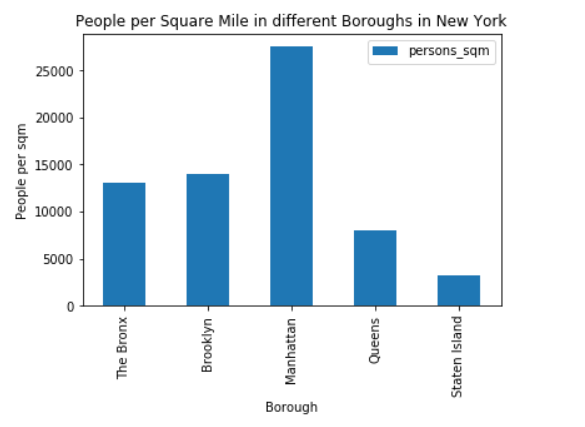 People per Square Mile in different Boroughs in New York
persons_sqm
People per sqm
25000
20000
15000
10000
5000
0
The Bronx
Brooklyn
Manhattan
Queens
Staten Island
Borough